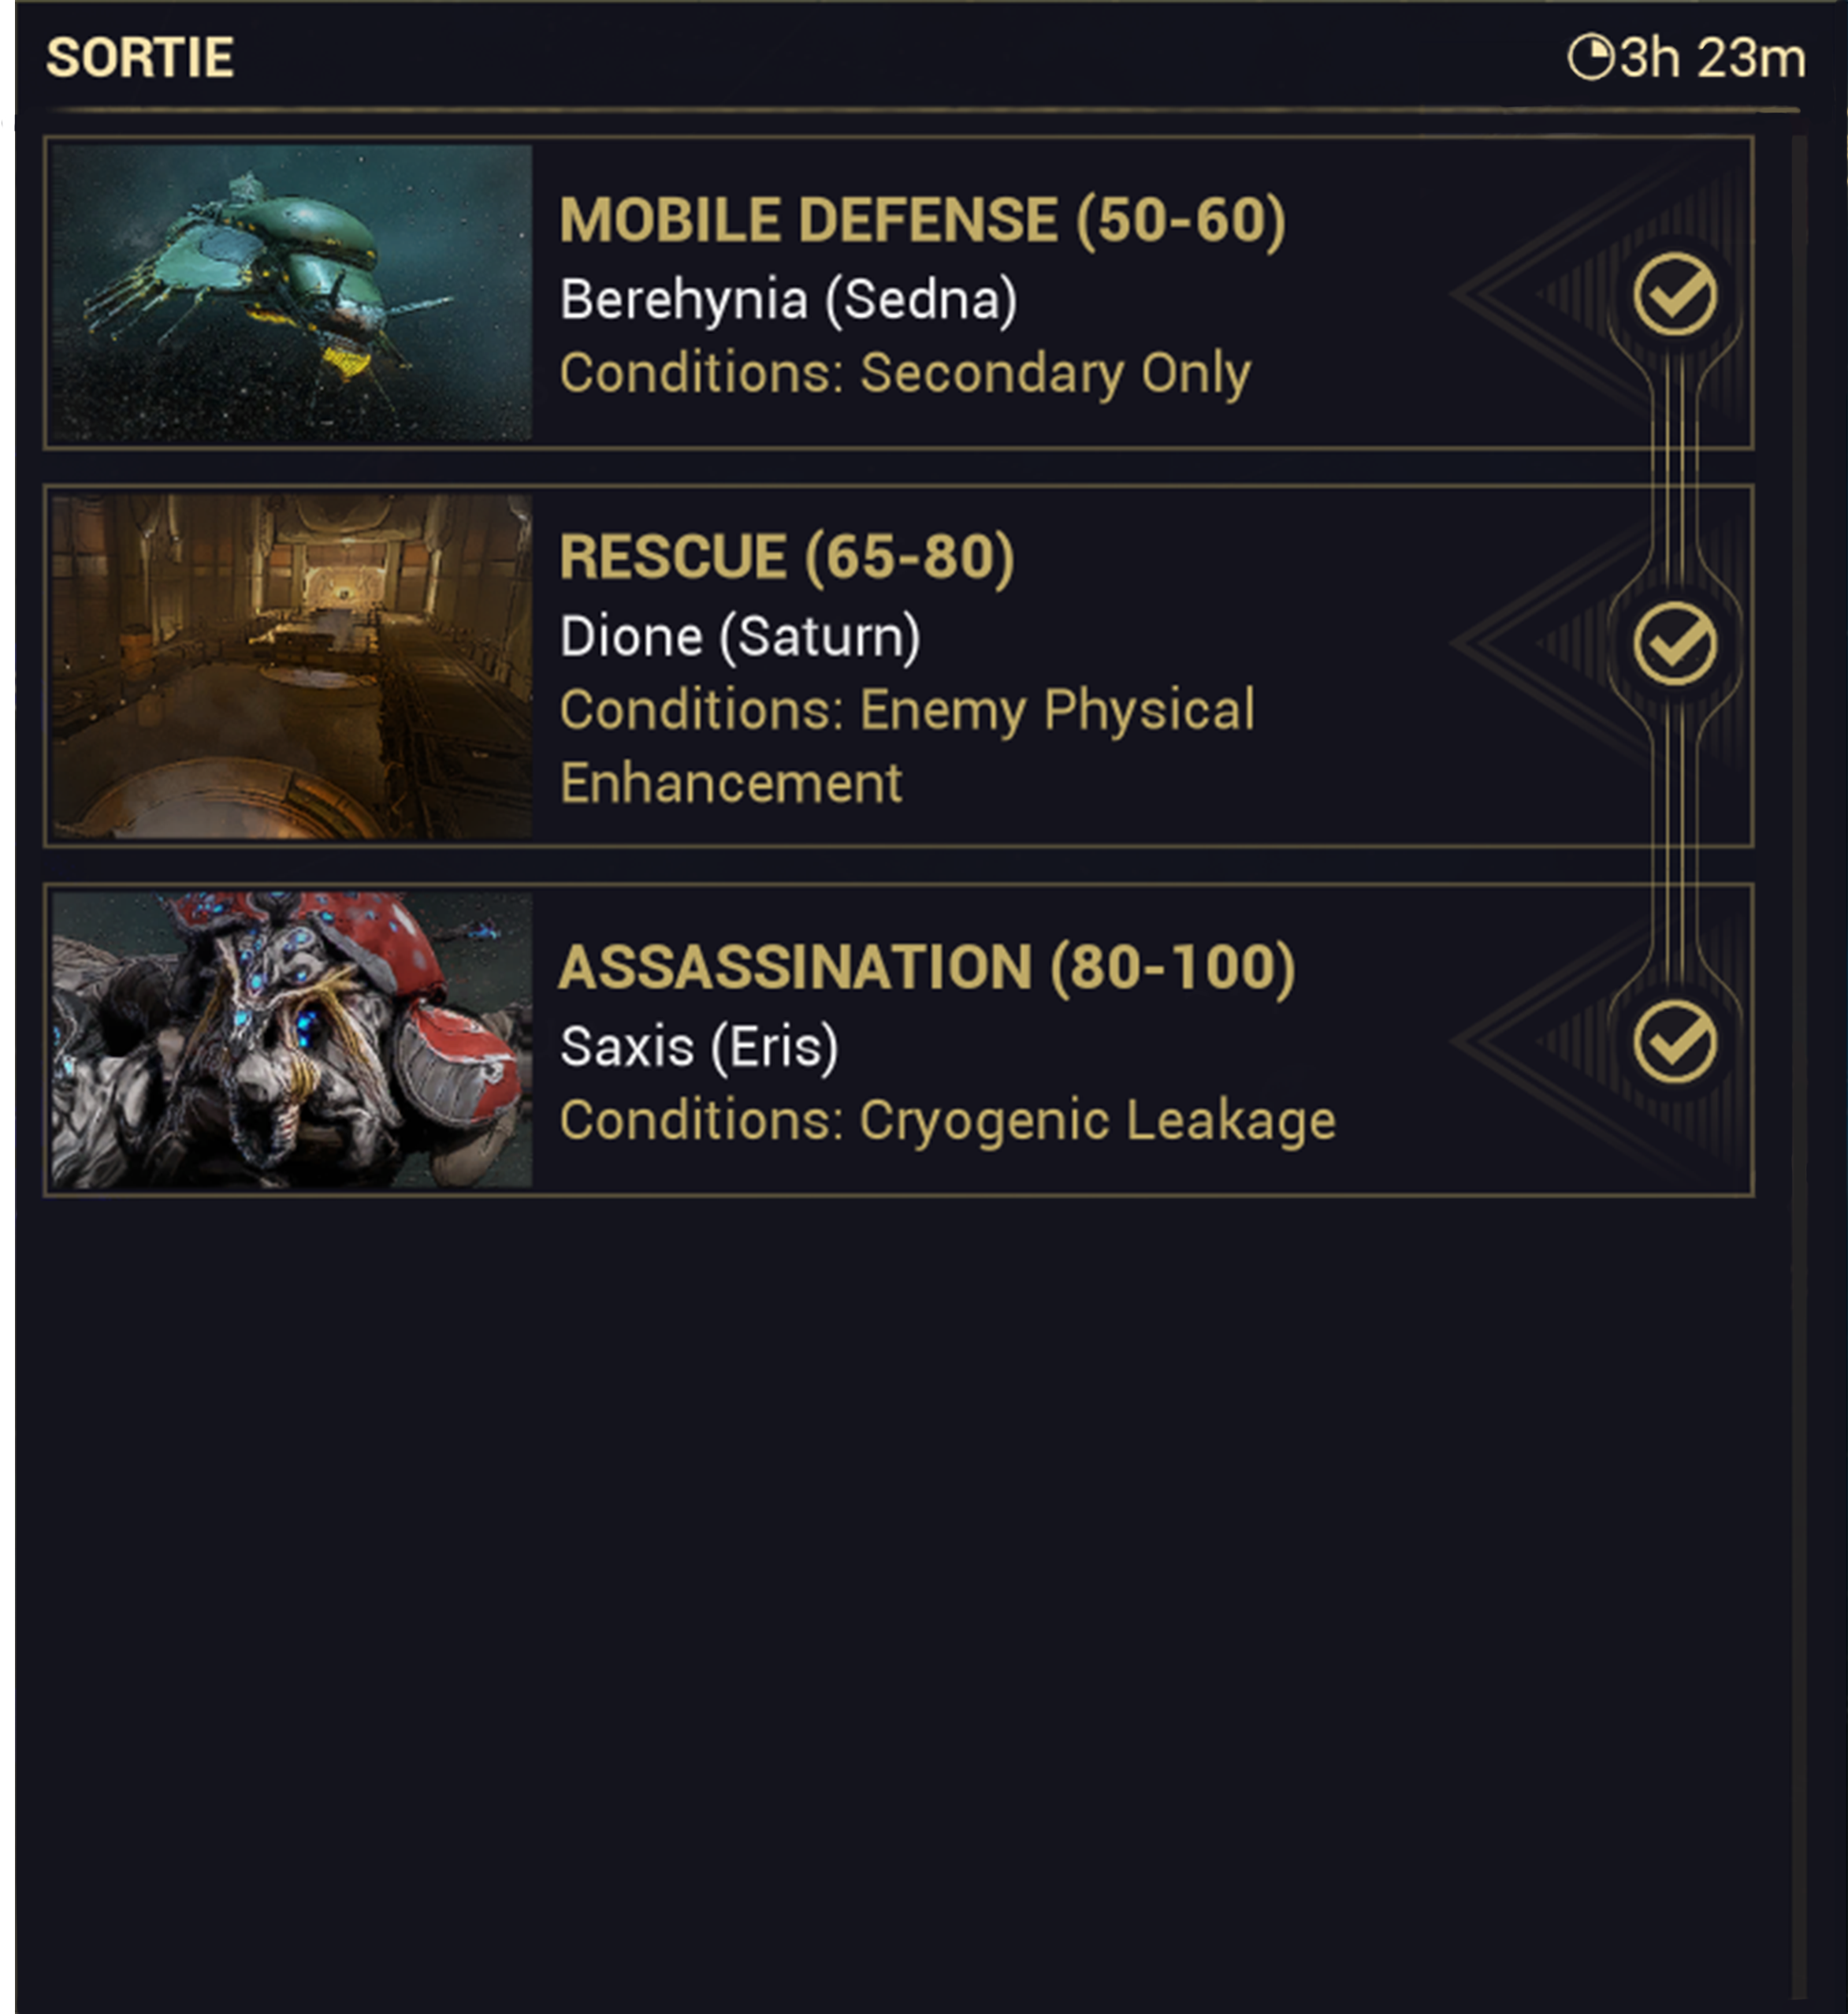 SORTIE
3h 23m
MOBILE DEFENSE (50-60)
Berehynia (Sedna)
Conditions: Secondary Only
RESCUE (65-80)
Dione (Saturn)
Conditions: Enemy Physical
Enhancement
ASSASSINATION (80-100)
Saxis (Eris)
Conditions: Cryogenic Leakage